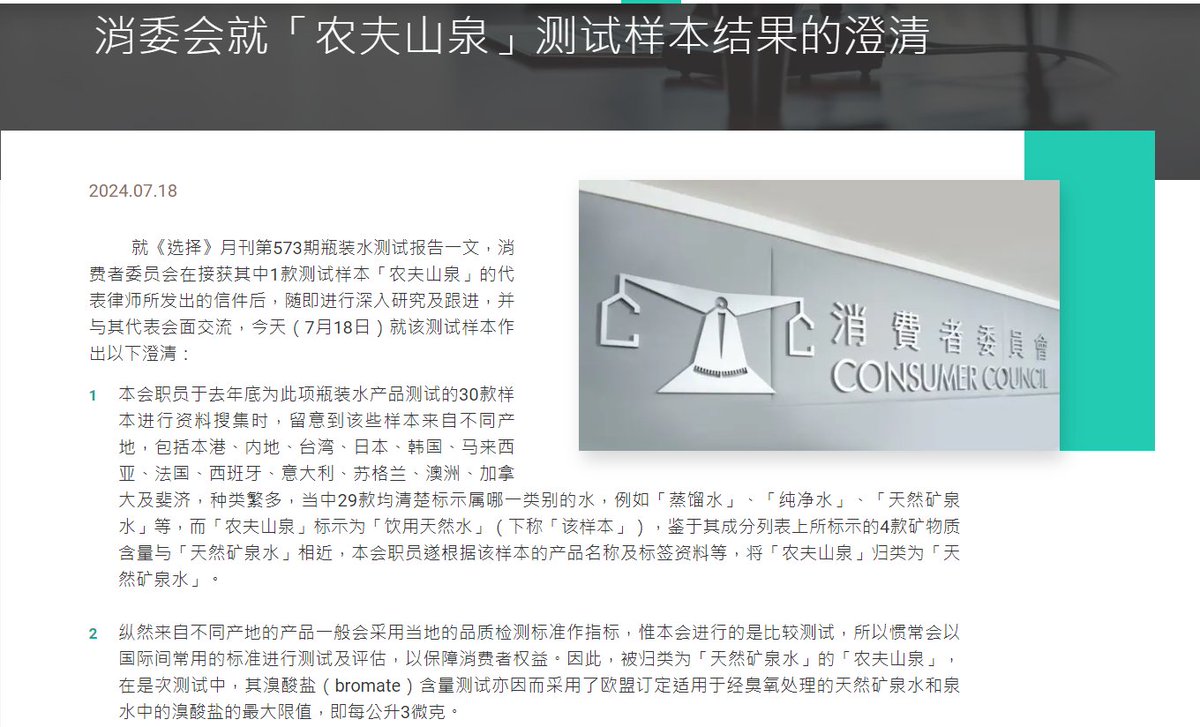 消委会就「农夫山泉」测试样本结果的澄清
2024.07.18
就《选择》月刊第573期瓶装水测试报告一文，消
费者委员会在接获其中1款测试样本「农夫山泉」的代
表律师所发出的信件后，随即进行深入研究及跟进，并
与其代表会面交流，今天（7月18日）就该测试样本作
出以下澄清：
消費者委員會
CONSUMER COUNCIL
1 本会职员于去年底为此项瓶装水产品测试的30款样
本进行资料搜集时，留意到该些样本来自不同产
地，包括本港、内地、台湾、日本、韩国、马来西
亚、法国、西班牙、意大利、苏格兰、澳洲、加拿
大及斐济，种类繁多，当中29款均清楚标示属哪一类别的水，例如「蒸馏水」、「纯净水」、「天然矿泉
水」等，而「农夫山泉」标示为「饮用天然水」（下称「该样本」），鉴于其成分列表上所标示的4款矿物质
含量与「天然矿泉水」相近，本会职员遂根据该样本的产品名称及标签资料等，将「农夫山泉」归类为「天
然矿泉水」。
2 纵然来自不同产地的产品一般会采用当地的品质检测标准作指标，惟本会进行的是比较测试，所以惯常会以
国际间常用的标准进行测试及评估，以保障消费者权益。因此，被归类为「天然矿泉水」的「农夫山泉」，
在是次测试中，其溴酸盐（bromate）含量测试亦因而采用了欧盟订定适用于经臭氧处理的天然矿泉水和泉
水中的溴酸盐的最大限值，即每公升3微克。